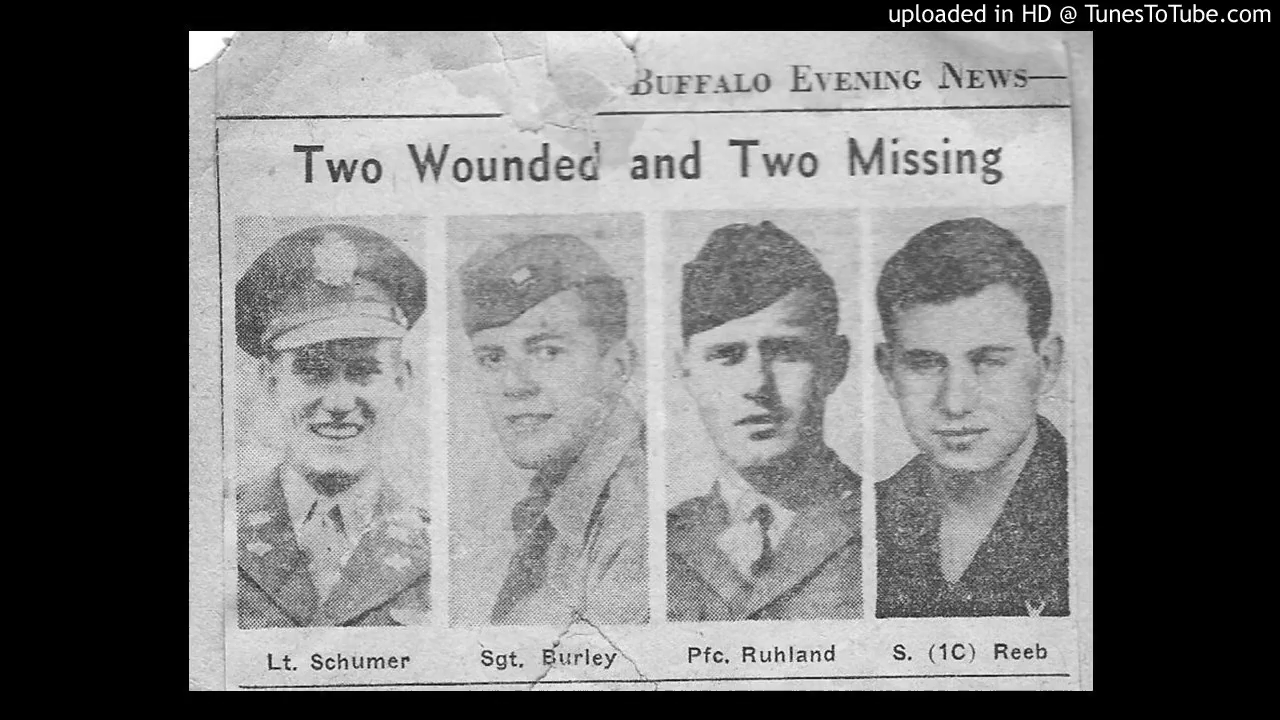 uploaded in HD @ TunesToTube.com
BUFFALO EVENING NEWS—
Two Wounded and Two Missing
Lt. Schumer
Sgt. Burley
Pfc. Ruhland
S. (1C) Reeb